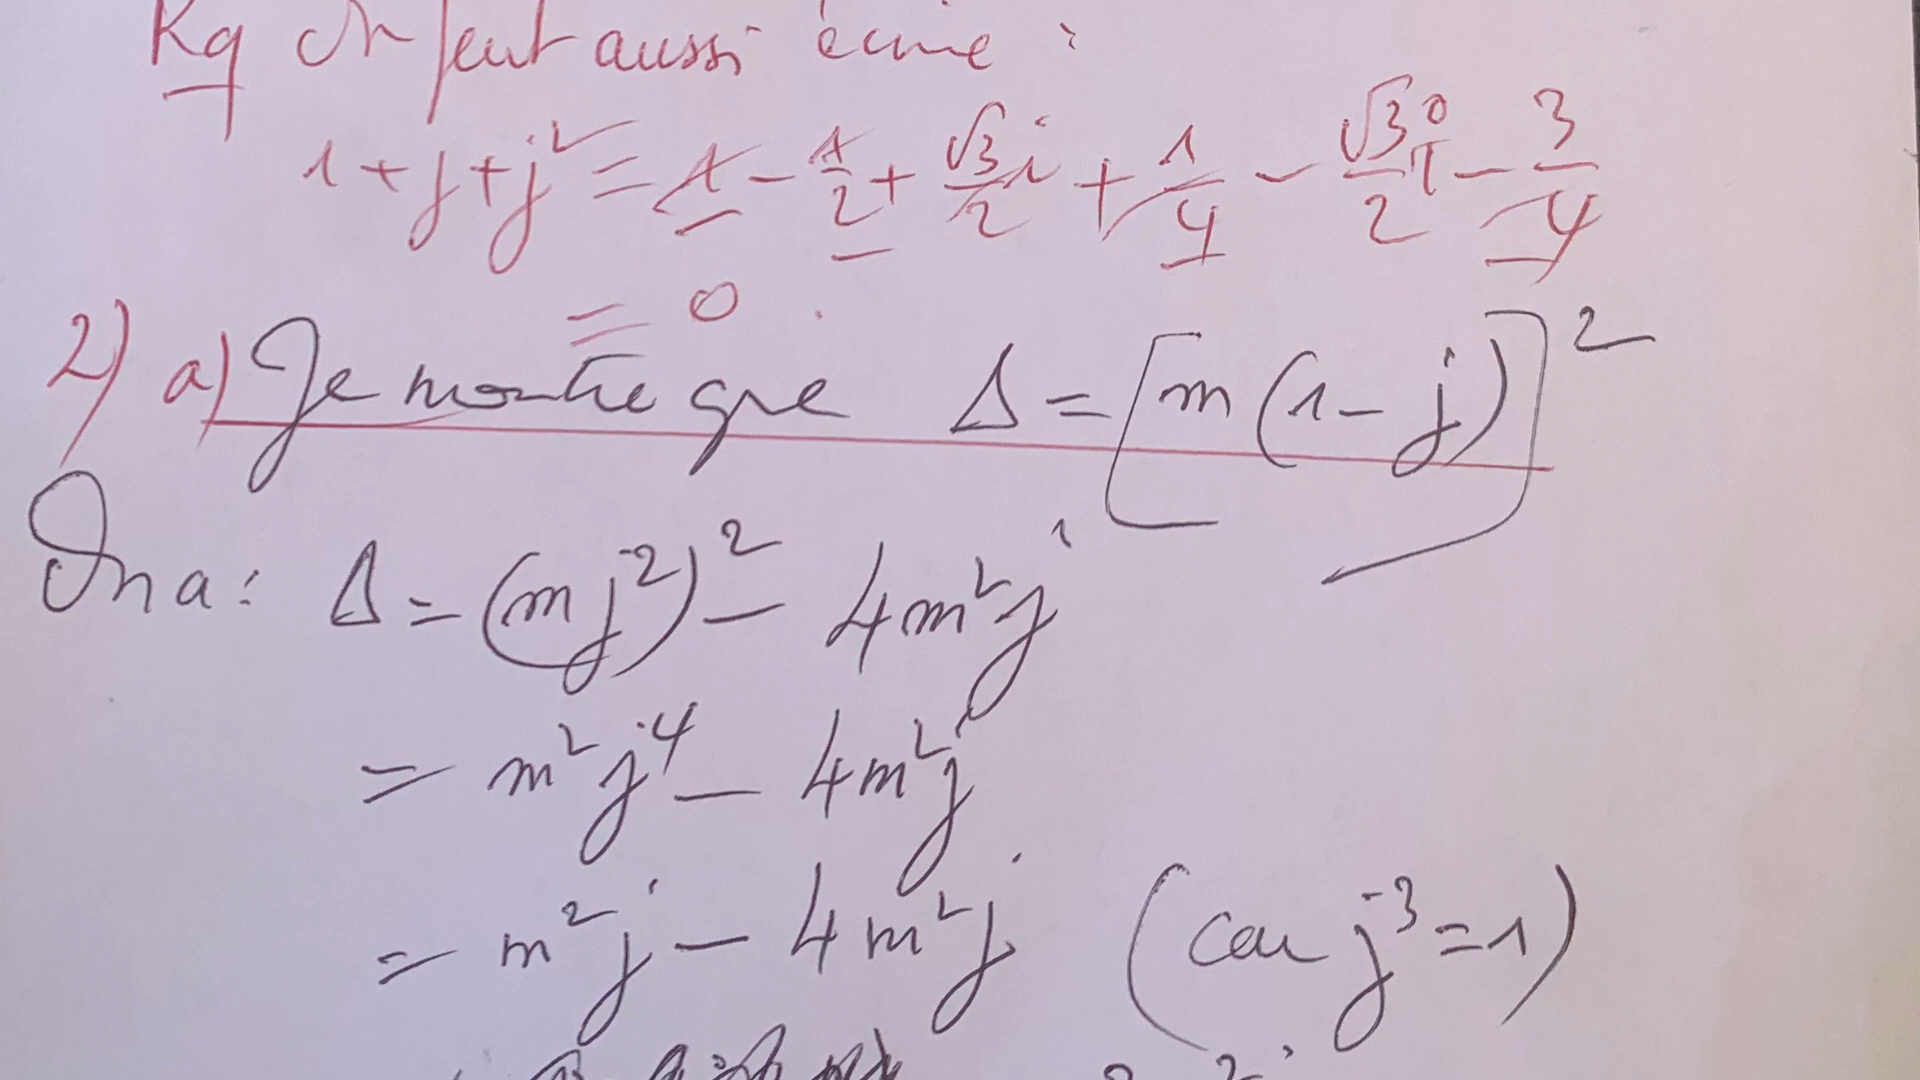 Rq on peut aussi écrire :
1 + j + j² = 1 - 1/2 + √3/2 i + 1/4 - √3/2 i - 3/4
= 0.
2) a) Je montre que Δ = [m(1 - j)]²
On a : Δ = (mj²)² - 4m²j
= m²j⁴ - 4m²j
= m²j - 4m²j (car j³ = 1)